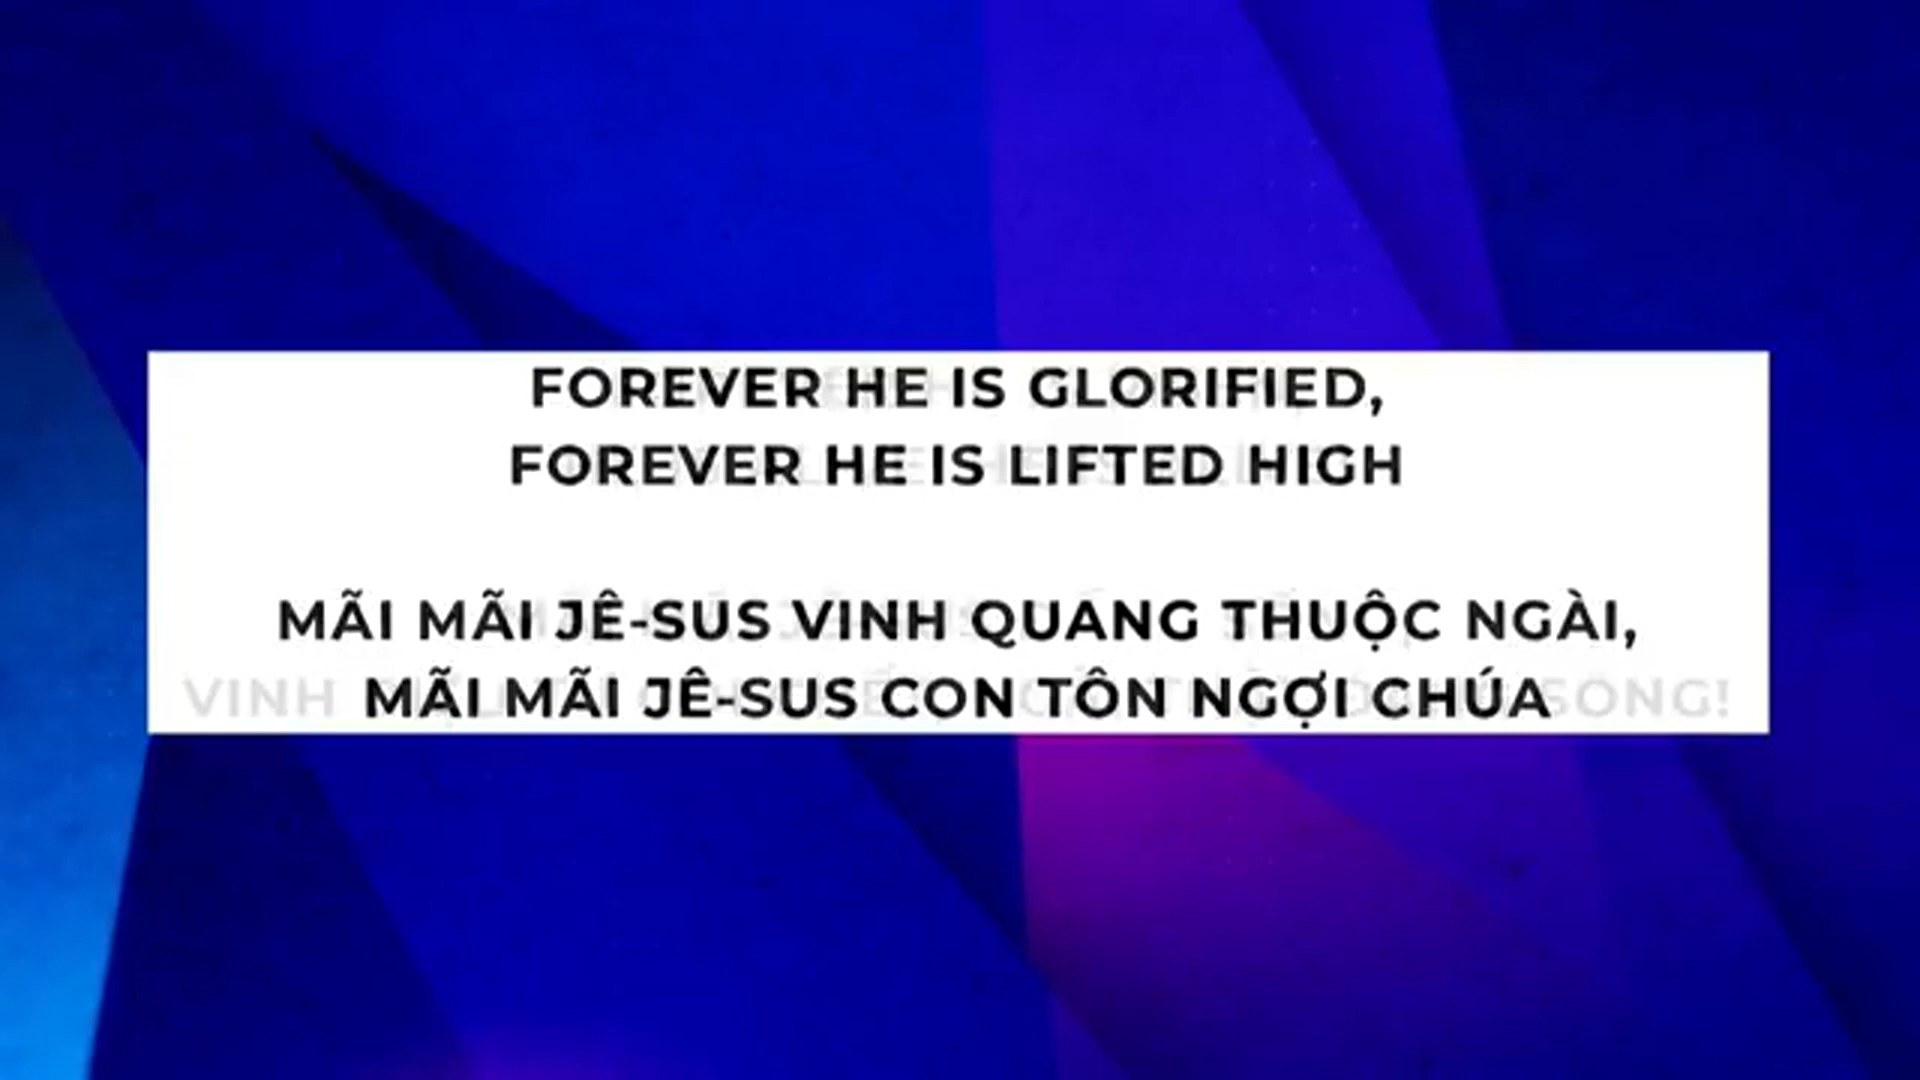 FOREVER HE IS GLORIFIED,
FOREVER HE IS LIFTED HIGH
MÃI MÃI JÊ-SUS VINH QUANG THUỘC NGÀI,
MÃI MÃI JÊ-SUS CON TÔN NGỢI CHÚA